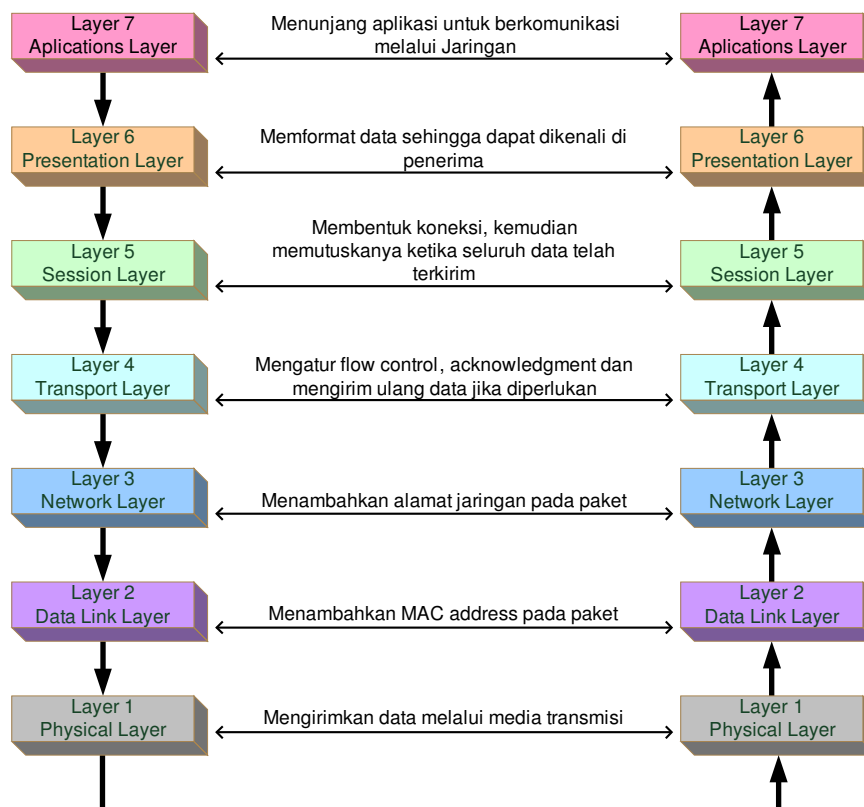 Layer 7
Aplications Layer
Menunjang aplikasi untuk berkomunikasi
melalui Jaringan
Layer 7
Aplications Layer
Layer 6
Presentation Layer
Memformat data sehingga dapat dikenali di
penerima
Layer 6
Presentation Layer
Layer 5
Session Layer
Membentuk koneksi, kemudian
memutuskanya ketika seluruh data telah
terkirim
Layer 5
Session Layer
Layer 4
Transport Layer
Mengatur flow control, acknowledgment dan
mengirim ulang data jika diperlukan
Layer 4
Transport Layer
Layer 3
Network Layer
Menambahkan alamat jaringan pada paket
Layer 3
Network Layer
Layer 2
Data Link Layer
Menambahkan MAC address pada paket
Layer 2
Data Link Layer
Layer 1
Physical Layer
Mengirimkan data melalui media transmisi
Layer 1
Physical Layer